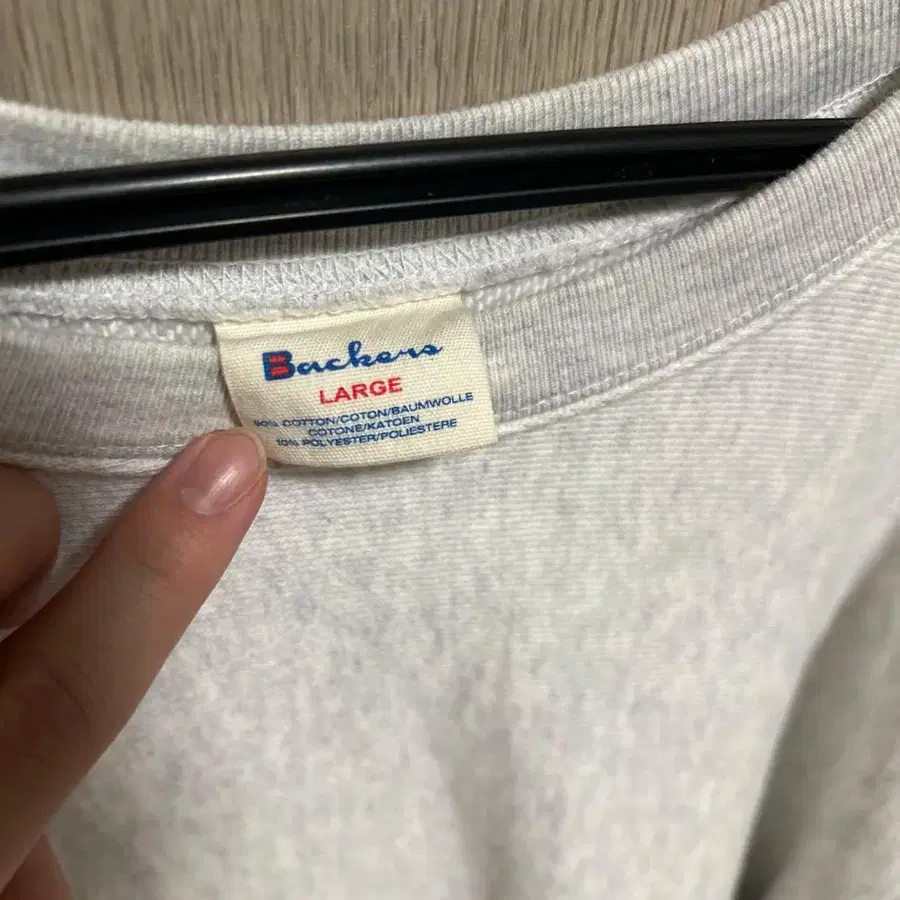 Backers
LARGE
90% COTTON/COTON/BAUMWOLLE
COTONE/KATOEN
10% POLYESTER/POLIESTERE